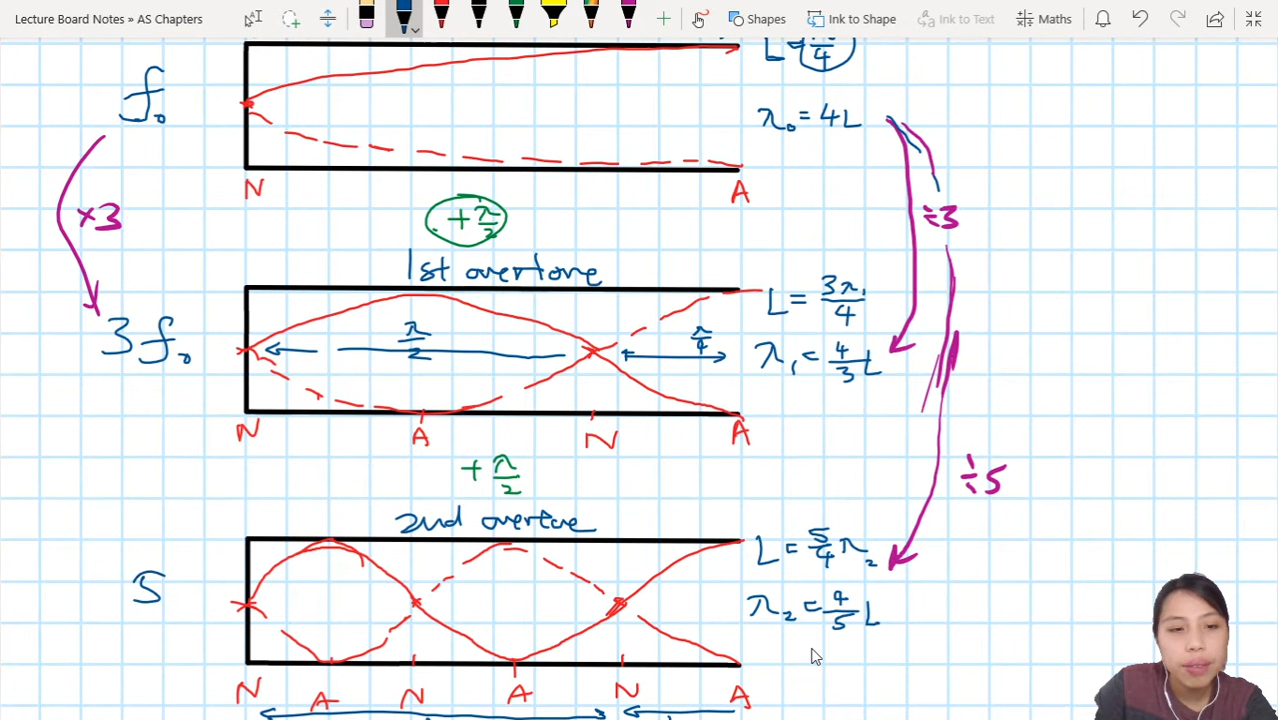 Lecture Board Notes » AS Chapters
Shapes
Ink to Shape
Ink to Text
Maths
f₀
λ₀ = 4L
N A
×3
+ λ/2
÷3
1st overtone
3f₀
λ/2
λ/4
L = 3λ₁/4
λ₁ = 4/3 L
N A N A
+ λ/2
÷5
2nd overtone
5
L = 5/4 λ₂
λ₂ = 4/5 L
N A N A N A